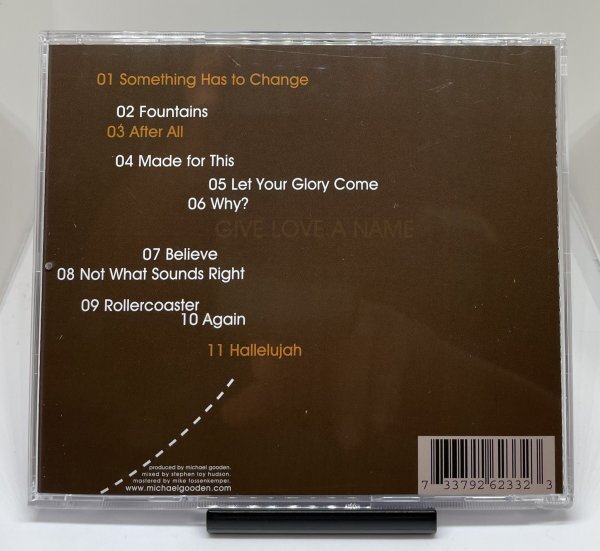 01 Something Has to Change
02 Fountains
03 After All
04 Made for This
05 Let Your Glory Come
06 Why?
GIVE LOVE A NAME
07 Believe
08 Not What Sounds Right
09 Rollercoaster
10 Again
11 Hallelujah
produced by michael gooden.
mixed by stephen loy hudson.
mastered by mike fossenkemper.
www.michaelgooden.com
7 33792 62332 3